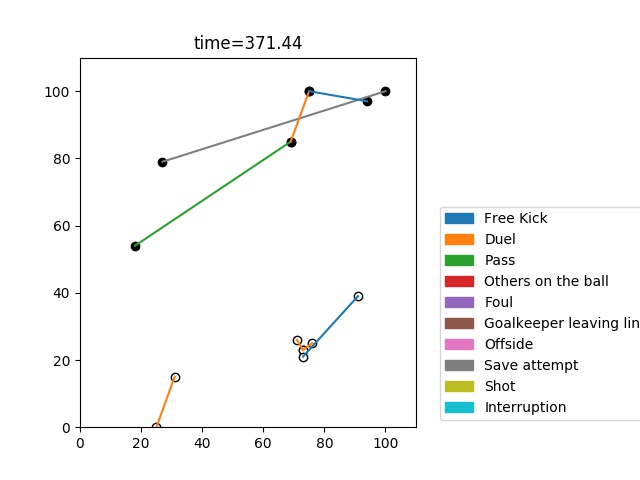 time=371.44
100
80
60
40
20
0
0 20 40 60 80 100
Free Kick
Duel
Pass
Others on the ball
Foul
Goalkeeper leaving lin
Offside
Save attempt
Shot
Interruption